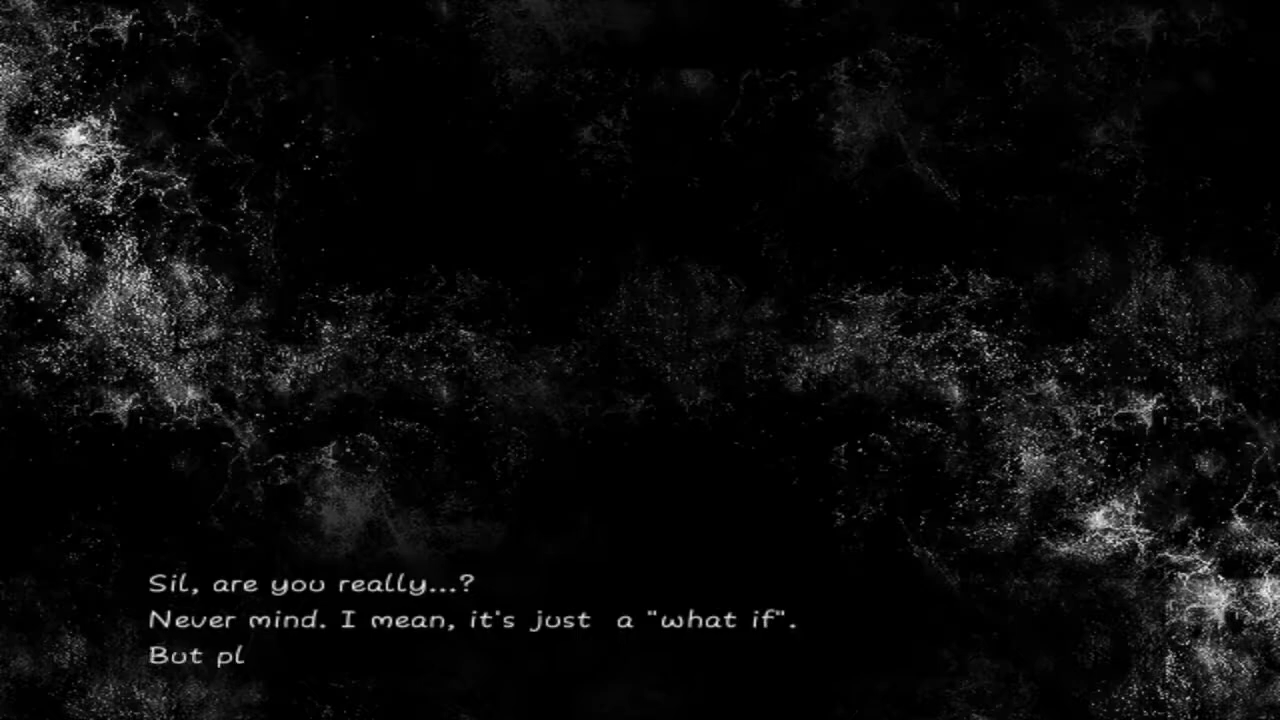 Sil, are you really...?
Never mind. I mean, it's just  a "what if".
But pl